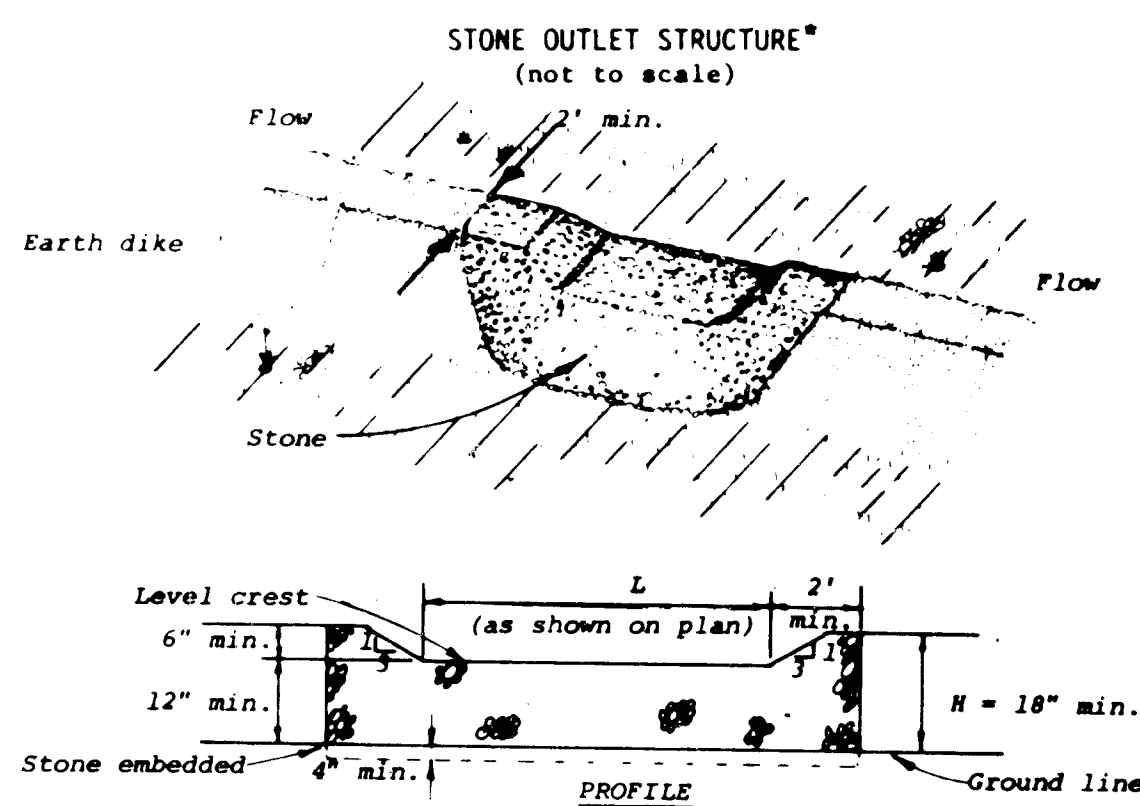 STONE OUTLET STRUCTURE*
(not to scale)
Flow
2' min.
Earth dike
Flow
Stone
L
2'
min.
Level crest
(as shown on plan)
6" min.
1
3
1
3
12" min.
H = 18" min.
Stone embedded
4" min.
Ground line
PROFILE